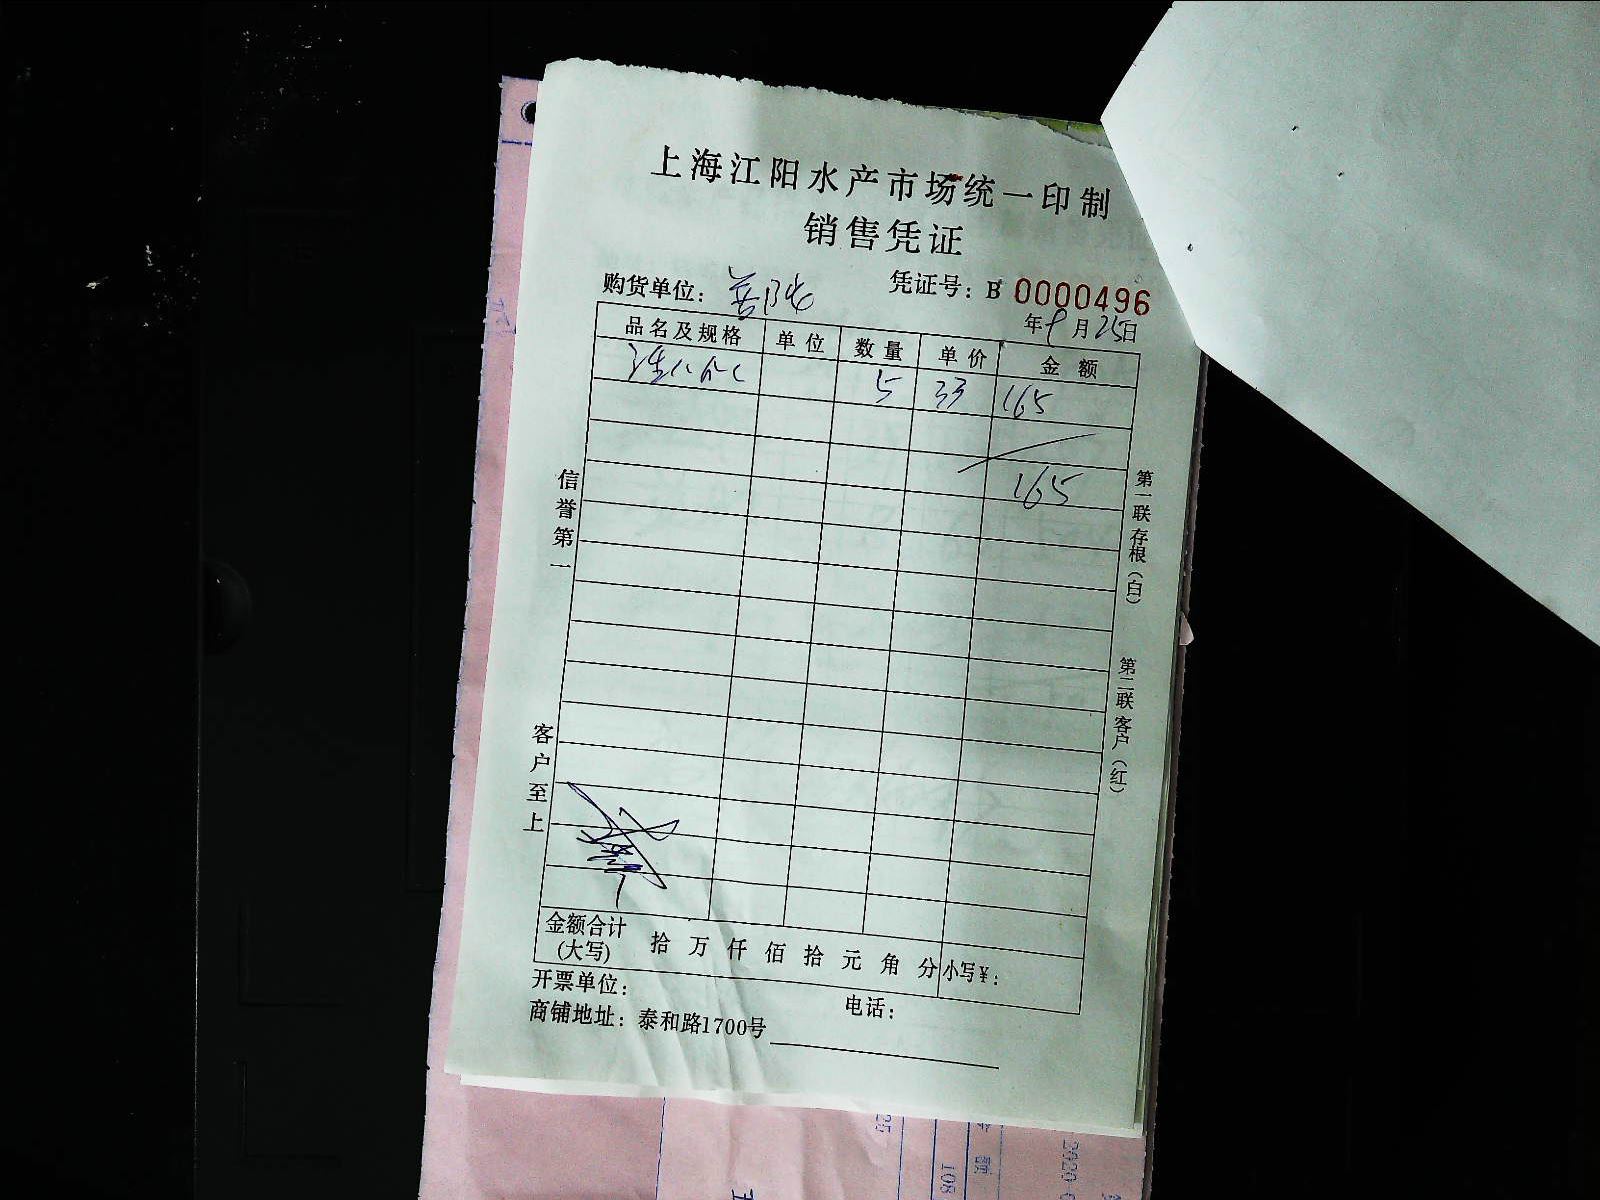 上海江阳水产市场统一印制
销售凭证
购货单位：
凭证号：B 0000496
年 9 月 25 日
品名及规格 单位 数量 单价 金额
5 33 165
165
信誉第一
客户至上
第一联 存根（白）
第二联 客户（红）
金额合计(大写) 拾 万 仟 佰 拾 元 角 分 小写¥：
开票单位： 电话：
商铺地址：泰和路1700号